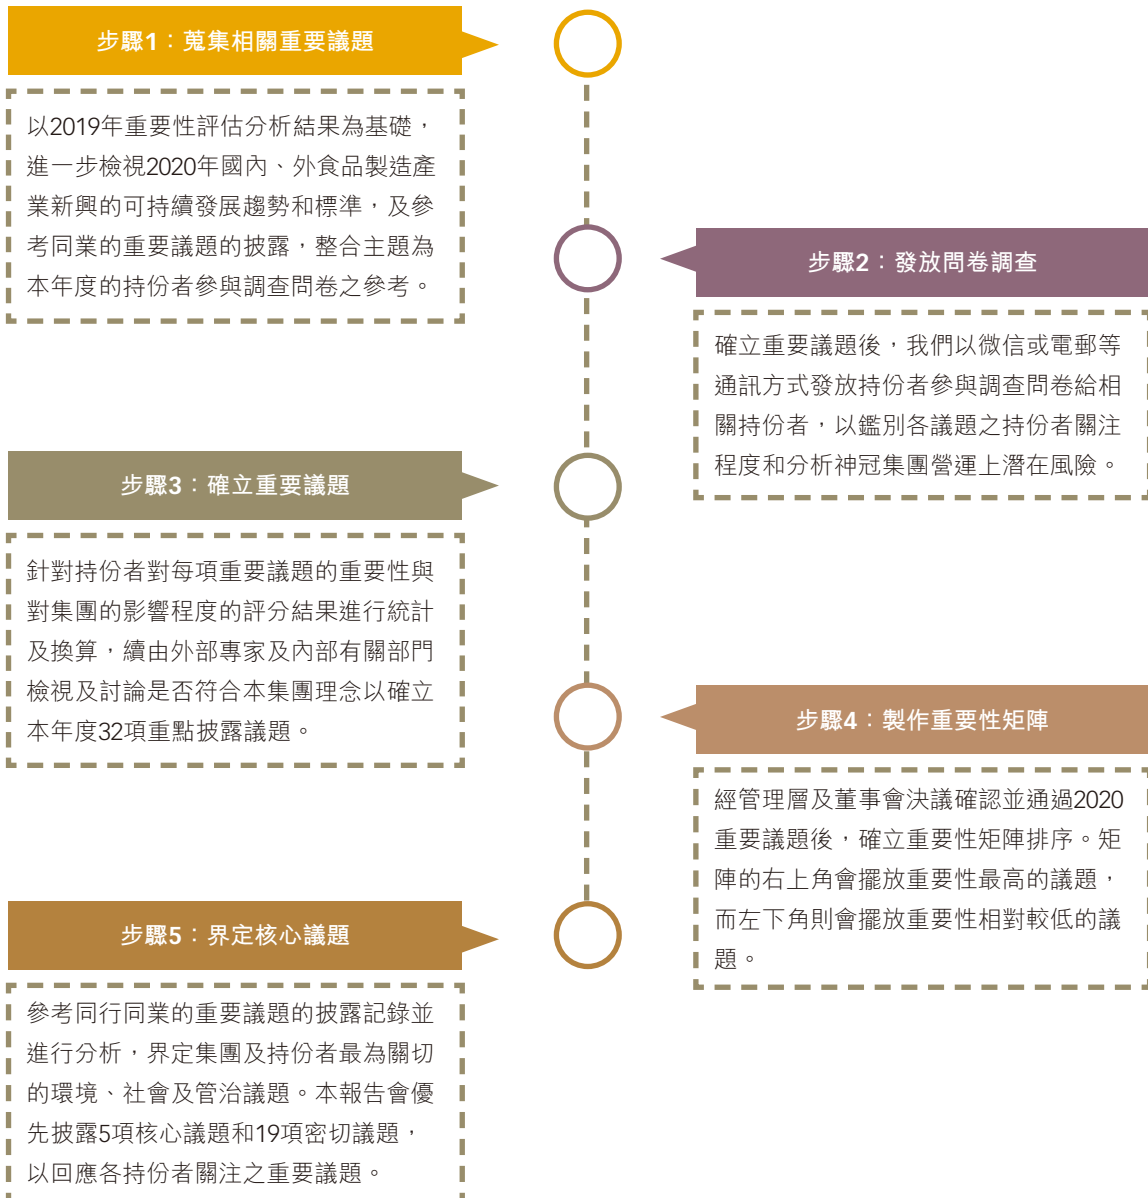 步驟1：蒐集相關重要議題
以2019年重要性評估分析結果為基礎，
進一步檢視2020年國內、外食品製造產
業新興的可持續發展趨勢和標準，及參
考同業的重要議題的披露，整合主題為
本年度的持份者參與調查問卷之參考。
步驟2：發放問卷調查
確立重要議題後，我們以微信或電郵等
通訊方式發放持份者參與調查問卷給相
關持份者，以鑑別各議題之持份者關注
程度和分析神冠集團營運上潛在風險。
步驟3：確立重要議題
針對持份者對每項重要議題的重要性與
對集團的影響程度的評分結果進行統計
及換算，續由外部專家及內部有關部門
檢視及討論是否符合本集團理念以確立
本年度32項重點披露議題。
步驟4：製作重要性矩陣
經管理層及董事會決議確認並通過2020
重要議題後，確立重要性矩陣排序。矩
陣的右上角會擺放重要性最高的議題，
而左下角則會擺放重要性相對較低的議
題。
步驟5：界定核心議題
參考同行同業的重要議題的披露記錄並
進行分析，界定集團及持份者最為關切
的環境、社會及管治議題。本報告會優
先披露5項核心議題和19項密切議題，
以回應各持份者關注之重要議題。